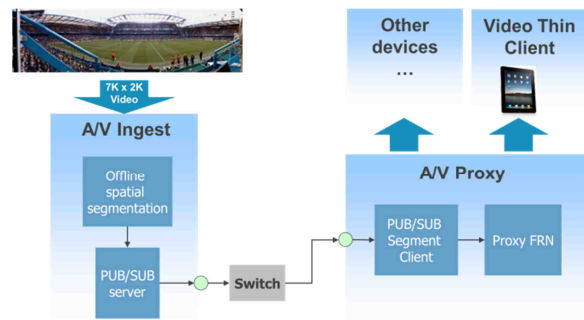 7K x 2K
Video
A/V Ingest
Offline
spatial
segmentation
PUB/SUB
server
Switch
Other
devices
...
Video Thin
Client
A/V Proxy
PUB/SUB
Segment
Client
Proxy FRN